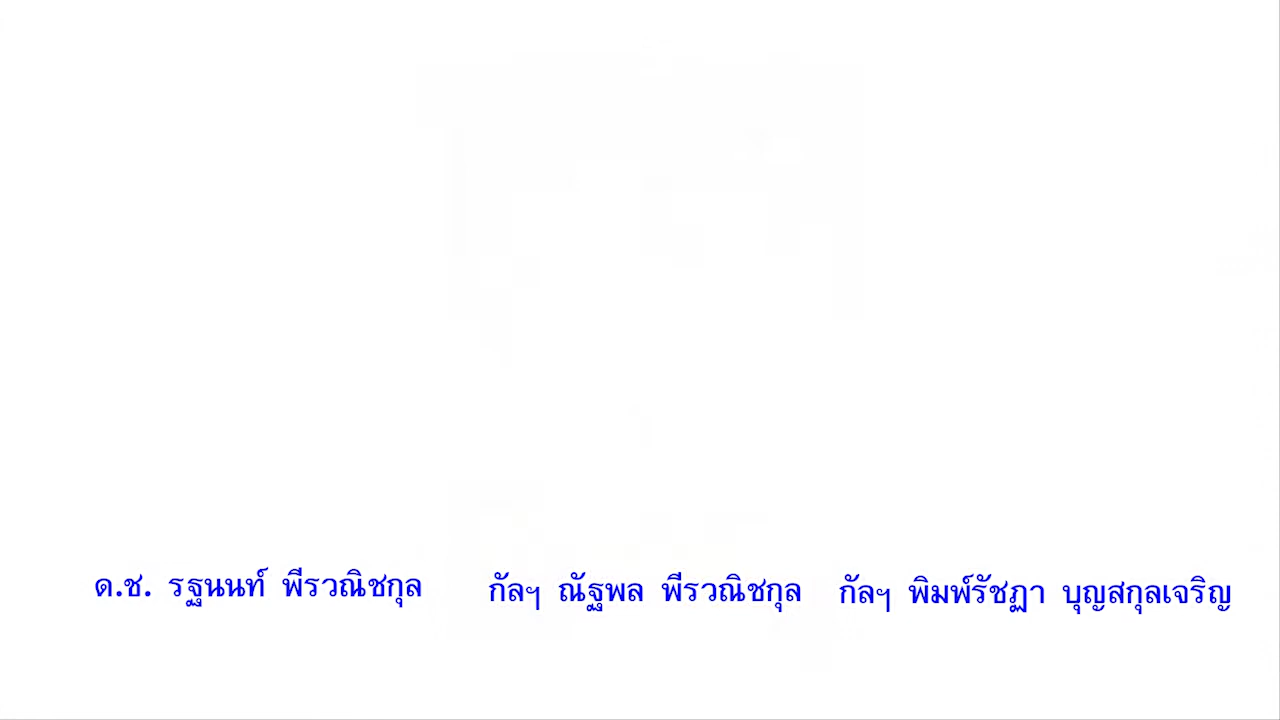 ด.ช. รฐนนท์ พีรวณิชกุล กัลฯ ณัฐพล พีรวณิชกุล กัลฯ พิมพ์รัชฎา บุญสกุลเจริญ